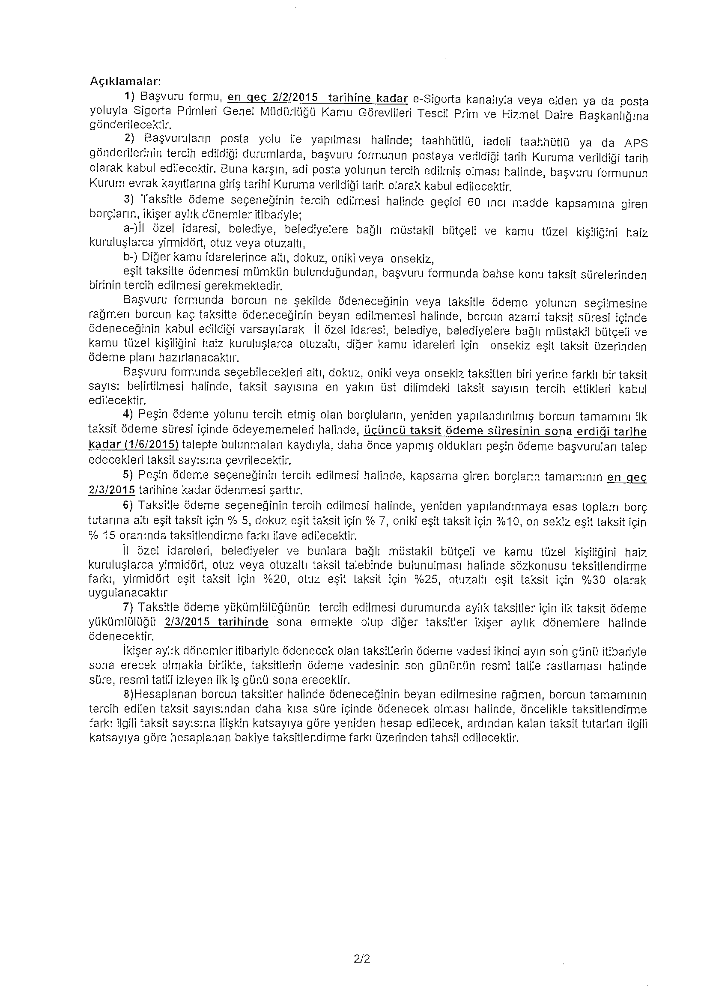 Açıklamalar:
1) Başvuru formu, en geç 2/2/2015 tarihine kadar e-Sigorta kanalıyla veya elden ya da posta
yoluyla Sigorta Primleri Genel Müdürlüğü Kamu Görevlileri Tescil Prim ve Hizmet Daire Başkanlığına
gönderilecektir.
2) Başvuruların posta yolu ile yapılması halinde; taahhütlü, iadeli taahhütlü ya da APS
gönderilerinin tercih edildiği durumlarda, başvuru formunun postaya verildiği tarih Kuruma verildiği tarih
olarak kabul edilecektir. Buna karşın, adi posta yolunun tercih edilmiş olması halinde, başvuru formunun
Kurum evrak kayıtlarına giriş tarihi Kuruma verildiği tarih olarak kabul edilecektir.
3) Taksitle ödeme seçeneğinin tercih edilmesi halinde geçici 60 ıncı madde kapsamına giren
borçların, ikişer aylık dönemler itibariyle;
a-)İl özel idaresi, belediye, belediyelere bağlı müstakil bütçeli ve kamu tüzel kişiliğini haiz
kuruluşlarca yirmidört, otuz veya otuzaltı,
b-) Diğer kamu idarelerince altı, dokuz, oniki veya onsekiz,
eşit taksitte ödenmesi mümkün bulunduğundan, başvuru formunda bahse konu taksit sürelerinden
birinin tercih edilmesi gerekmektedir.
Başvuru formunda borcun ne şekilde ödeneceğinin veya taksitle ödeme yolunun seçilmesine
rağmen borcun kaç taksitte ödeneceğinin beyan edilmemesi halinde, borcun azami taksit süresi içinde
ödeneceğinin kabul edildiği varsayılarak İl özel idaresi, belediye, belediyelere bağlı müstakil bütçeli ve
kamu tüzel kişiliğini haiz kuruluşlarca otuzaltı, diğer kamu idareleri için onsekiz eşit taksit üzerinden
ödeme planı hazırlanacaktır.
Başvuru formunda seçebilecekleri altı, dokuz, oniki veya onsekiz taksitten biri yerine farklı bir taksit
sayısı belirtilmesi halinde, taksit sayısına en yakın üst dilimdeki taksit sayısın tercih ettikleri kabul
edilecektir.
4) Peşin ödeme yolunu tercih etmiş olan borçluların, yeniden yapılandırılmış borcun tamamını ilk
taksit ödeme süresi içinde ödeyememeleri halinde, üçüncü taksit ödeme süresinin sona erdiği tarihe
kadar (1/6/2015) talepte bulunmaları kaydıyla, daha önce yapmış oldukları peşin ödeme başvuruları talep
edecekleri taksit sayısına çevrilecektir.
5) Peşin ödeme seçeneğinin tercih edilmesi halinde, kapsama giren borçların tamamının en geç
2/3/2015 tarihine kadar ödenmesi şarttır.
6) Taksitle ödeme seçeneğinin tercih edilmesi halinde, yeniden yapılandırmaya esas toplam borç
tutarına altı eşit taksit için % 5, dokuz eşit taksit için % 7, oniki eşit taksit için %10, on sekiz eşit taksit için
% 15 oranında taksitlendirme farkı ilave edilecektir.
İl özel idareleri, belediyeler ve bunlara bağlı müstakil bütçeli ve kamu tüzel kişiliğini haiz
kuruluşlarca yirmidört, otuz veya otuzaltı taksit talebinde bulunulması halinde sözkonusu teksitlendirme
farkı, yirmidört eşit taksit için %20, otuz eşit taksit için %25, otuzaltı eşit taksit için %30 olarak
uygulanacaktır
7) Taksitle ödeme yükümlülüğünün tercih edilmesi durumunda aylık taksitler için ilk taksit ödeme
yükümlülüğü 2/3/2015 tarihinde sona ermekte olup diğer taksitler ikişer aylık dönemlere halinde
ödenecektir.
İkişer aylık dönemler itibariyle ödenecek olan taksitlerin ödeme vadesi ikinci ayın son günü itibariyle
sona erecek olmakla birlikte, taksitlerin ödeme vadesinin son gününün resmi tatile rastlaması halinde
süre, resmi tatili izleyen ilk iş günü sona erecektir.
8)Hesaplanan borcun taksitler halinde ödeneceğinin beyan edilmesine rağmen, borcun tamamının
tercih edilen taksit sayısından daha kısa süre içinde ödenecek olması halinde, öncelikle taksitlendirme
farkı ilgili taksit sayısına ilişkin katsayıya göre yeniden hesap edilecek, ardından kalan taksit tutarları ilgili
katsayıya göre hesaplanan bakiye taksitlendirme farkı üzerinden tahsil edilecektir.
2/2